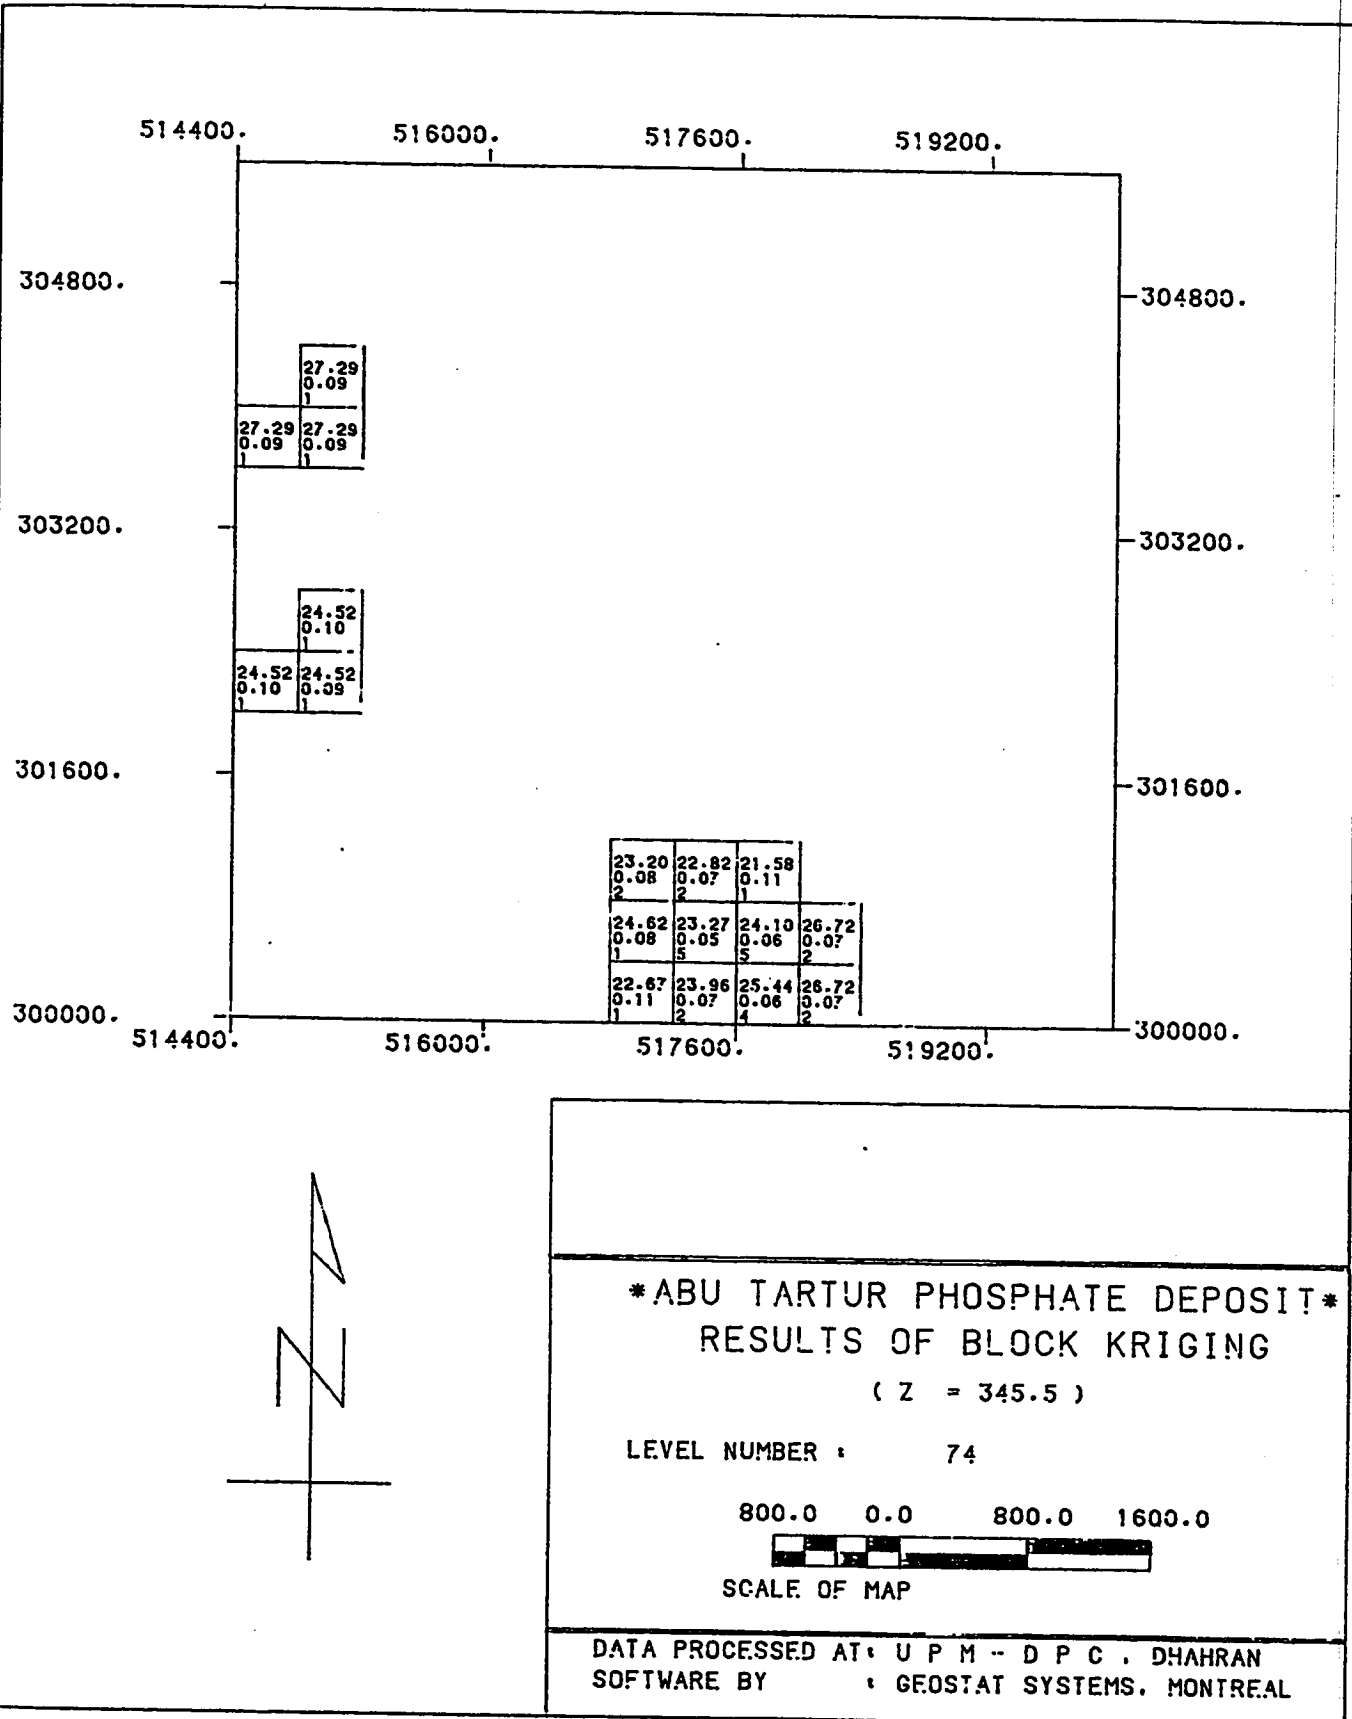 514400. 516000. 517600. 519200.
304800. 304800.
27.29
0.09
1
27.29 27.29
0.09 0.09
1 1
303200. 303200.
24.52
0.10
1
24.52 24.52
0.10 0.09
1 1
301600. 301600.
23.20 22.82 21.58
0.08 0.07 0.11
2 2 1
24.62 23.27 24.10 26.72
0.08 0.05 0.06 0.07
1 5 5 2
22.67 23.96 25.44 26.72
0.11 0.07 0.06 0.07
1 2 4 2
300000. 300000.
514400. 516000. 517600. 519200.
N
*ABU TARTUR PHOSPHATE DEPOSIT*
RESULTS OF BLOCK KRIGING
( Z = 345.5 )
LEVEL NUMBER : 74
800.0 0.0 800.0 1600.0
SCALE OF MAP
DATA PROCESSED AT: U P M - D P C . DHAHRAN
SOFTWARE BY : GEOSTAT SYSTEMS. MONTREAL